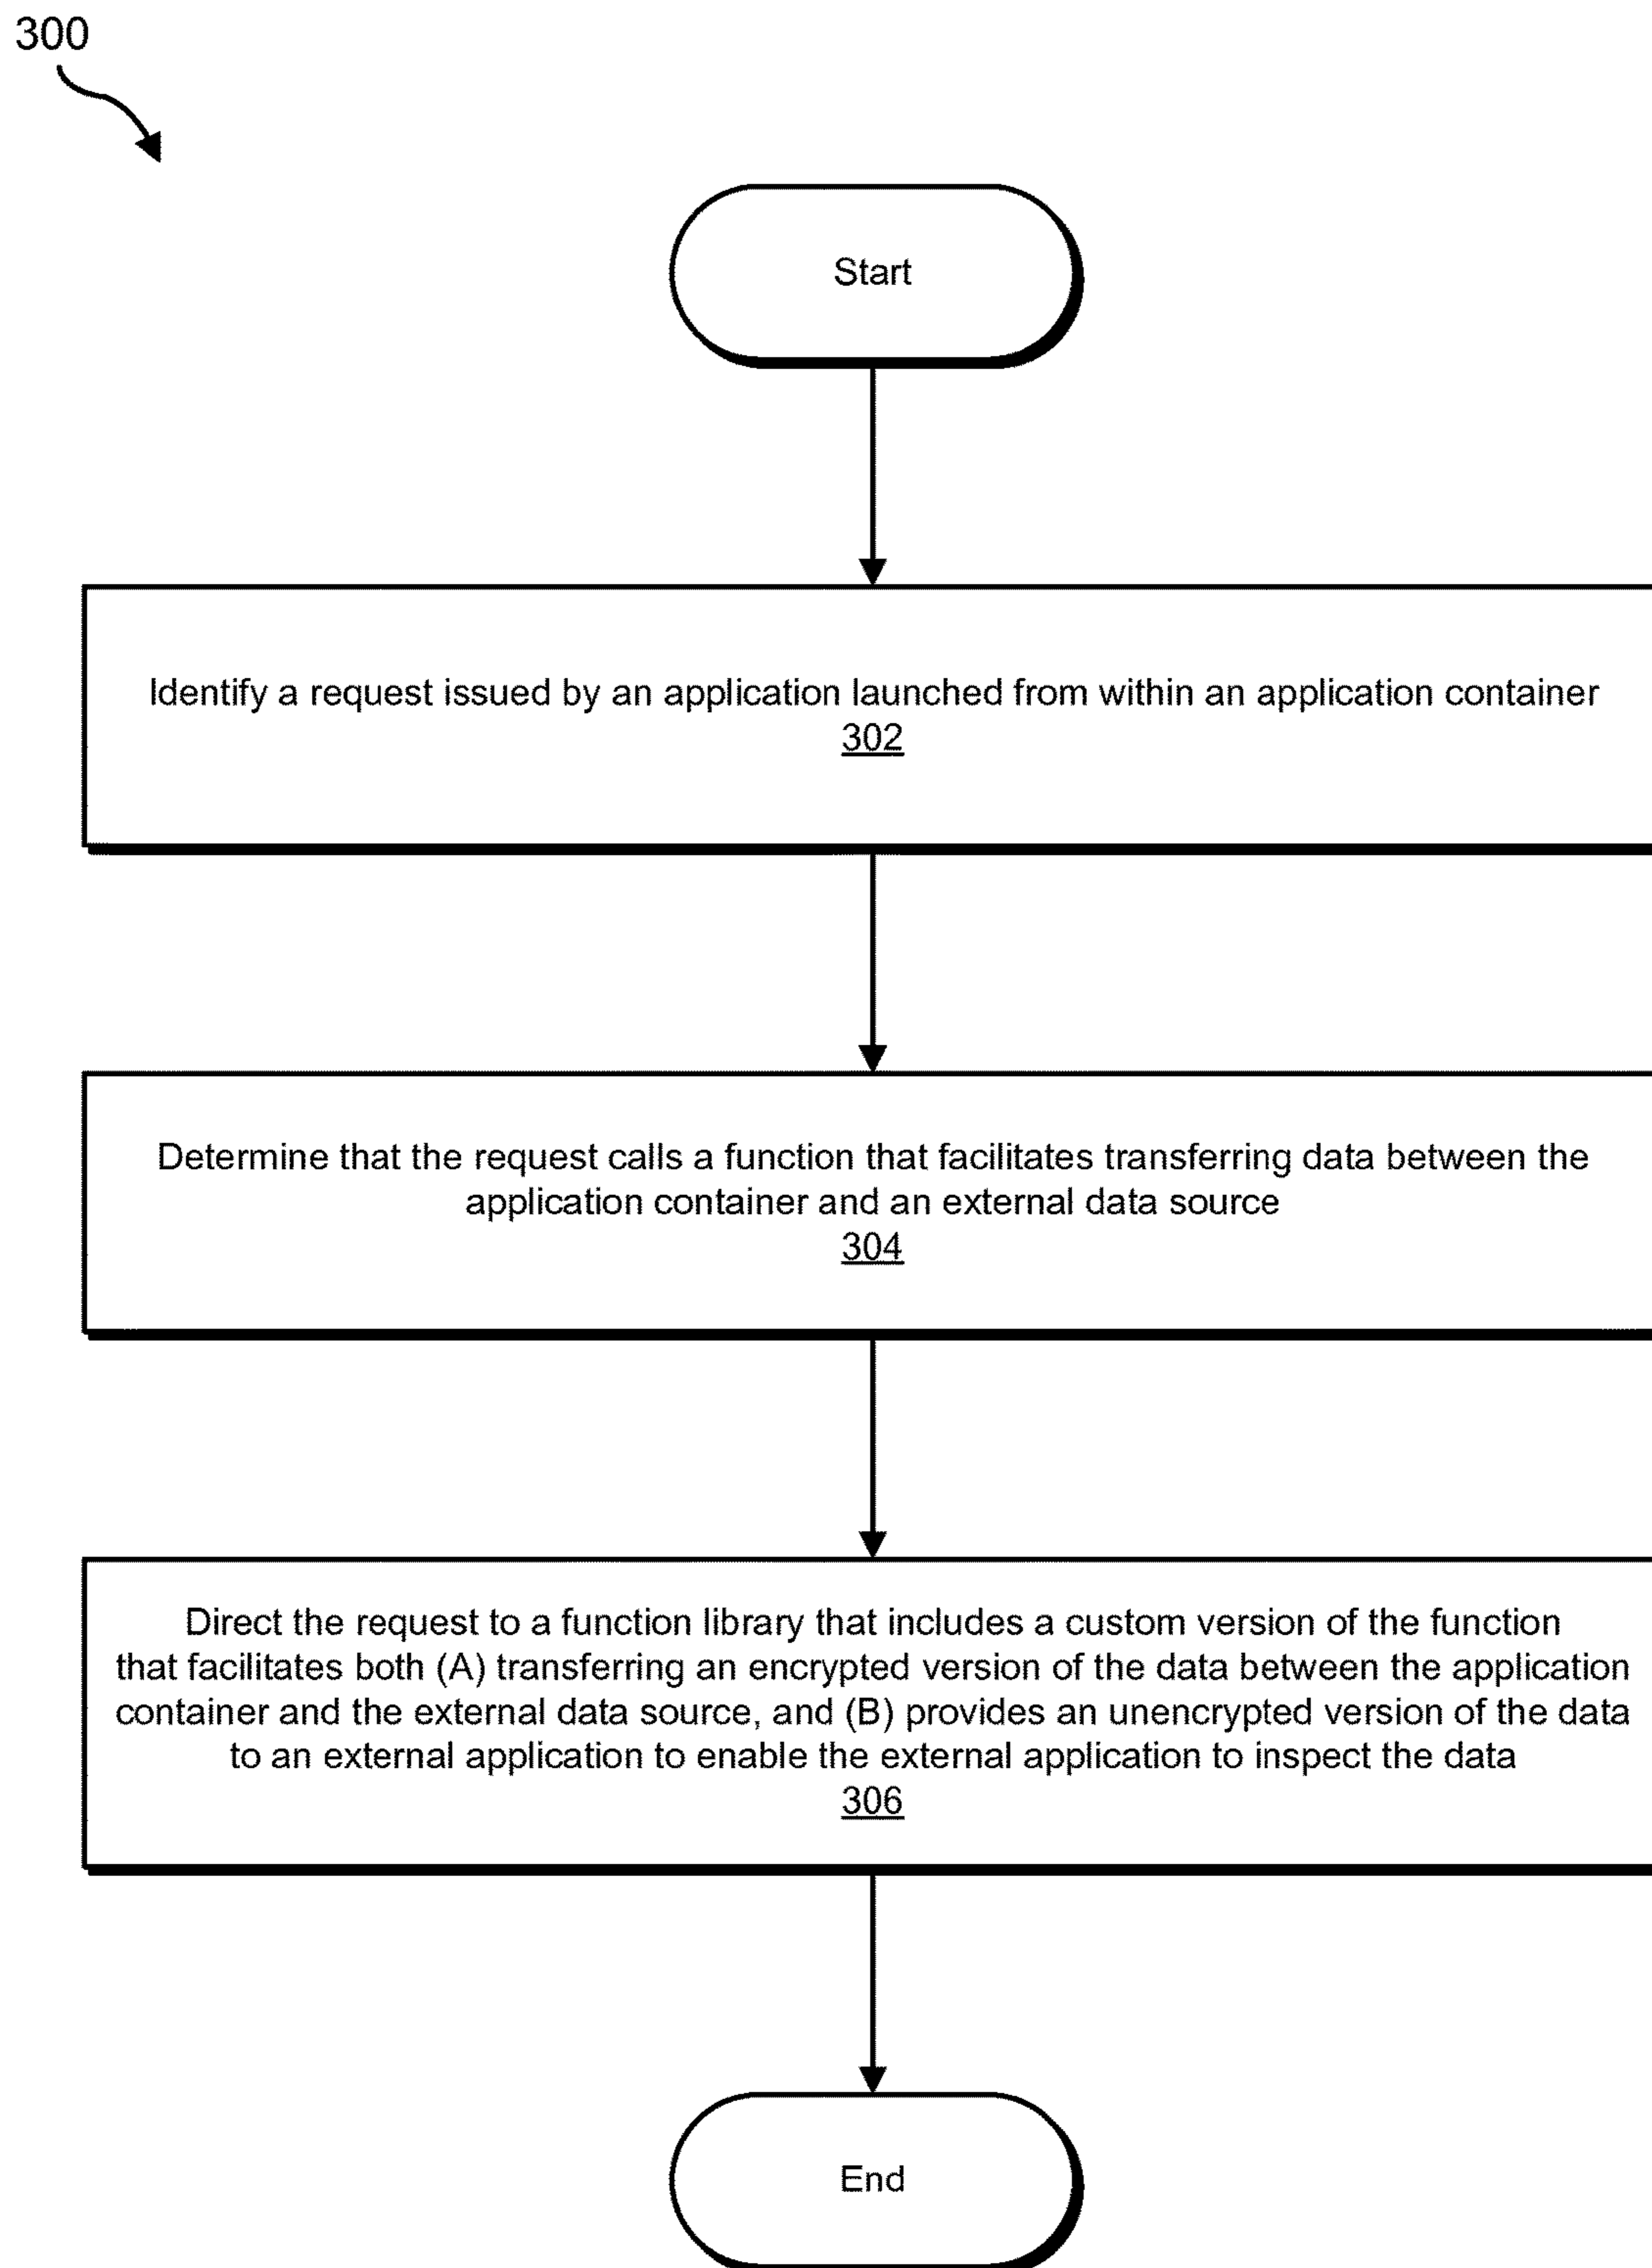 300
Start
Identify a request issued by an application launched from within an application container
302
Determine that the request calls a function that facilitates transferring data between the
application container and an external data source
304
Direct the request to a function library that includes a custom version of the function
that facilitates both (A) transferring an encrypted version of the data between the application
container and the external data source, and (B) provides an unencrypted version of the data
to an external application to enable the external application to inspect the data
306
End